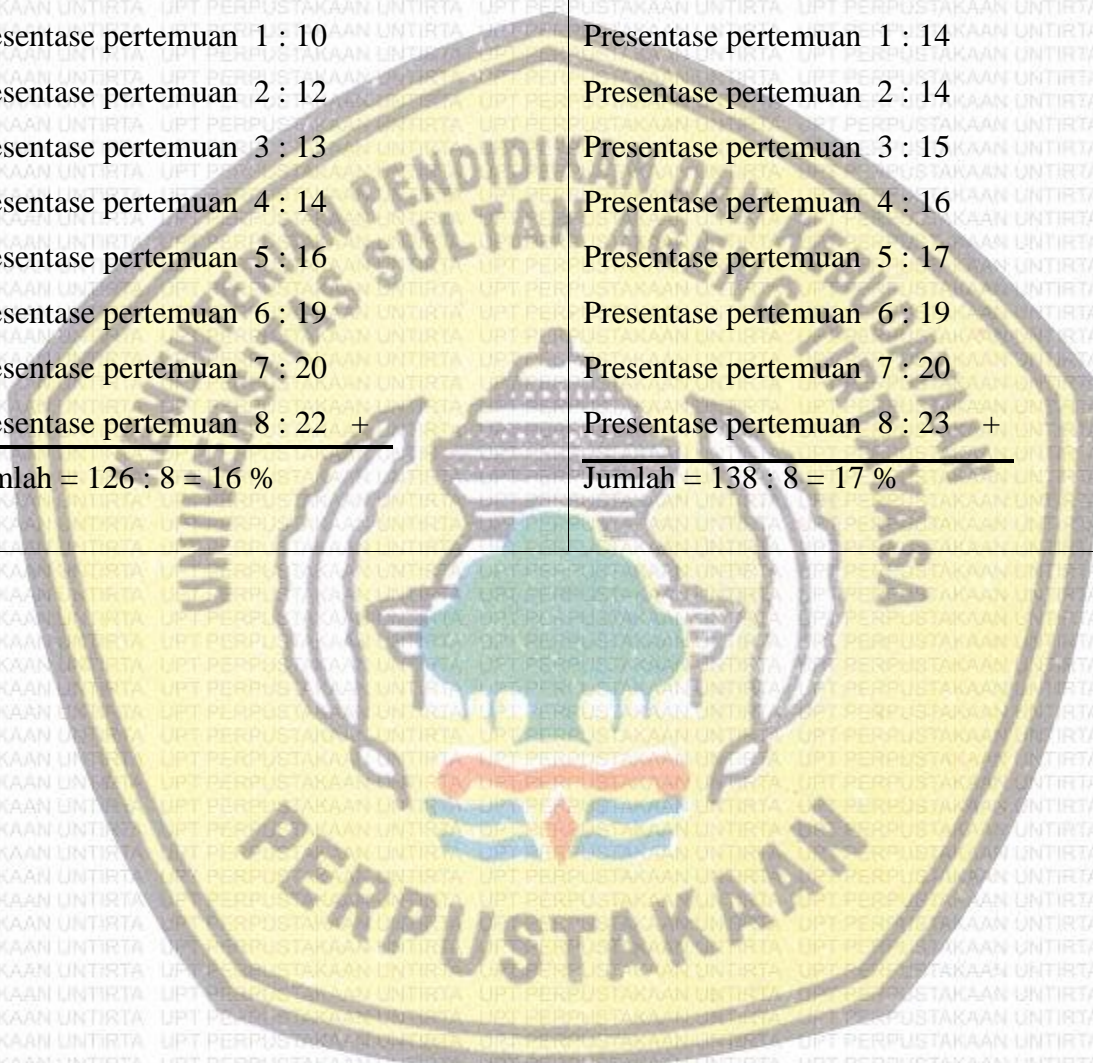 esentase pertemuan 1 : 10
esentase pertemuan 2 : 12
esentase pertemuan 3 : 13
esentase pertemuan 4 : 14
esentase pertemuan 5 : 16
esentase pertemuan 6 : 19
esentase pertemuan 7 : 20
esentase pertemuan 8 : 22 +
mlah = 126 : 8 = 16 %
Presentase pertemuan 1 : 14
Presentase pertemuan 2 : 14
Presentase pertemuan 3 : 15
Presentase pertemuan 4 : 16
Presentase pertemuan 5 : 17
Presentase pertemuan 6 : 19
Presentase pertemuan 7 : 20
Presentase pertemuan 8 : 23 +
Jumlah = 138 : 8 = 17 %
KEMENTERIAN PENDIDIKAN DAN KEBUDAYAAN
UNIVERSITAS SULTAN AGENG TIRTAYASA
PERPUSTAKAAN